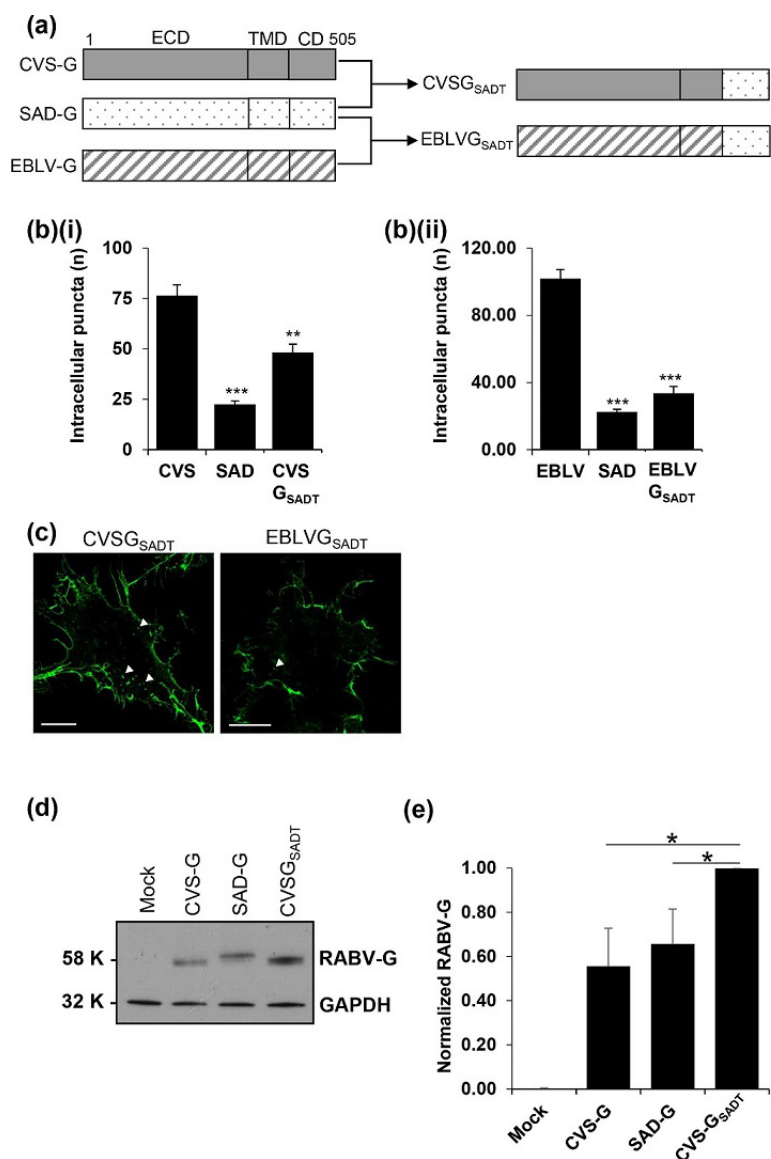 (a)
1 ECD TMD CD 505
CVS-G
SAD-G
EBLV-G
CVSG_SADT
EBLVG_SADT
(b)(i)
Intracellular puncta (n)
100
75
50
25
0
**
***
CVS SAD CVS G_SADT
(b)(ii)
Intracellular puncta (n)
120.00
80.00
40.00
0.00
*** ***
EBLV SAD EBLV G_SADT
(c)
CVSG_SADT EBLVG_SADT
(d)
Mock CVS-G SAD-G CVSG_SADT
58 K RABV-G
32 K GAPDH
(e)
Normalized RABV-G
*
*
1.00
0.80
0.60
0.40
0.20
0.00
Mock CVS-G SAD-G CVS-G_SADT